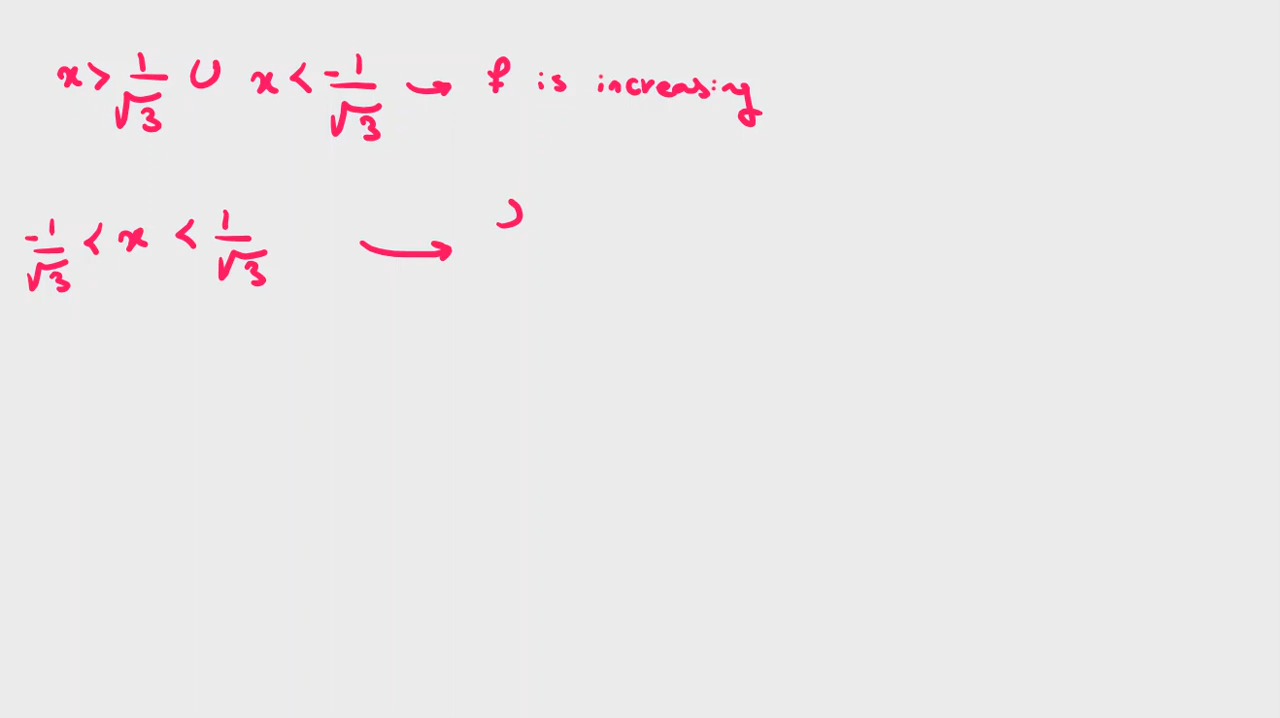 x > 1/√3 ∪ x < -1/√3 → f is increasing
-1/√3 < x < 1/√3 →